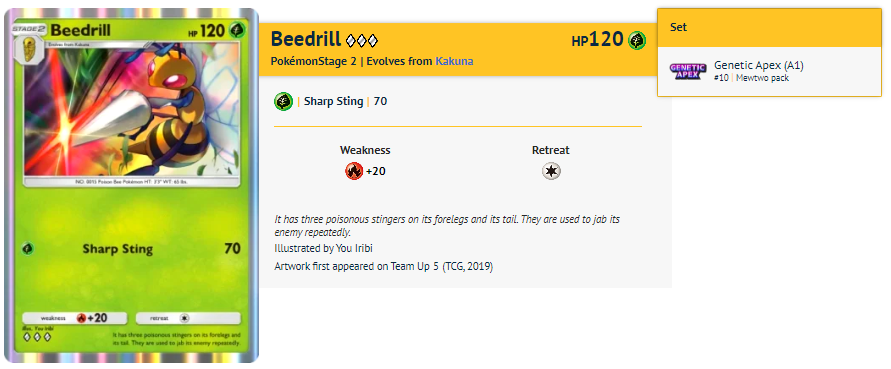 STAGE 2 Beedrill HP 120
Evolves from Kakuna
NO. 0015 Poison Bee Pokémon HT: 3'3" WT: 65 lbs.
Sharp Sting 70
weakness +20 retreat
Illus. You Iribi
It has three poisonous stingers on its forelegs and
its tail. They are used to jab its enemy repeatedly.
Beedrill HP120
PokémonStage 2 | Evolves from Kakuna
| Sharp Sting | 70
Weakness Retreat
+20
It has three poisonous stingers on its forelegs and its tail. They are used to jab its
enemy repeatedly.
Illustrated by You Iribi
Artwork first appeared on Team Up 5 (TCG, 2019)
Set
GENETIC
APEX
Genetic Apex (A1)
#10 | Mewtwo pack